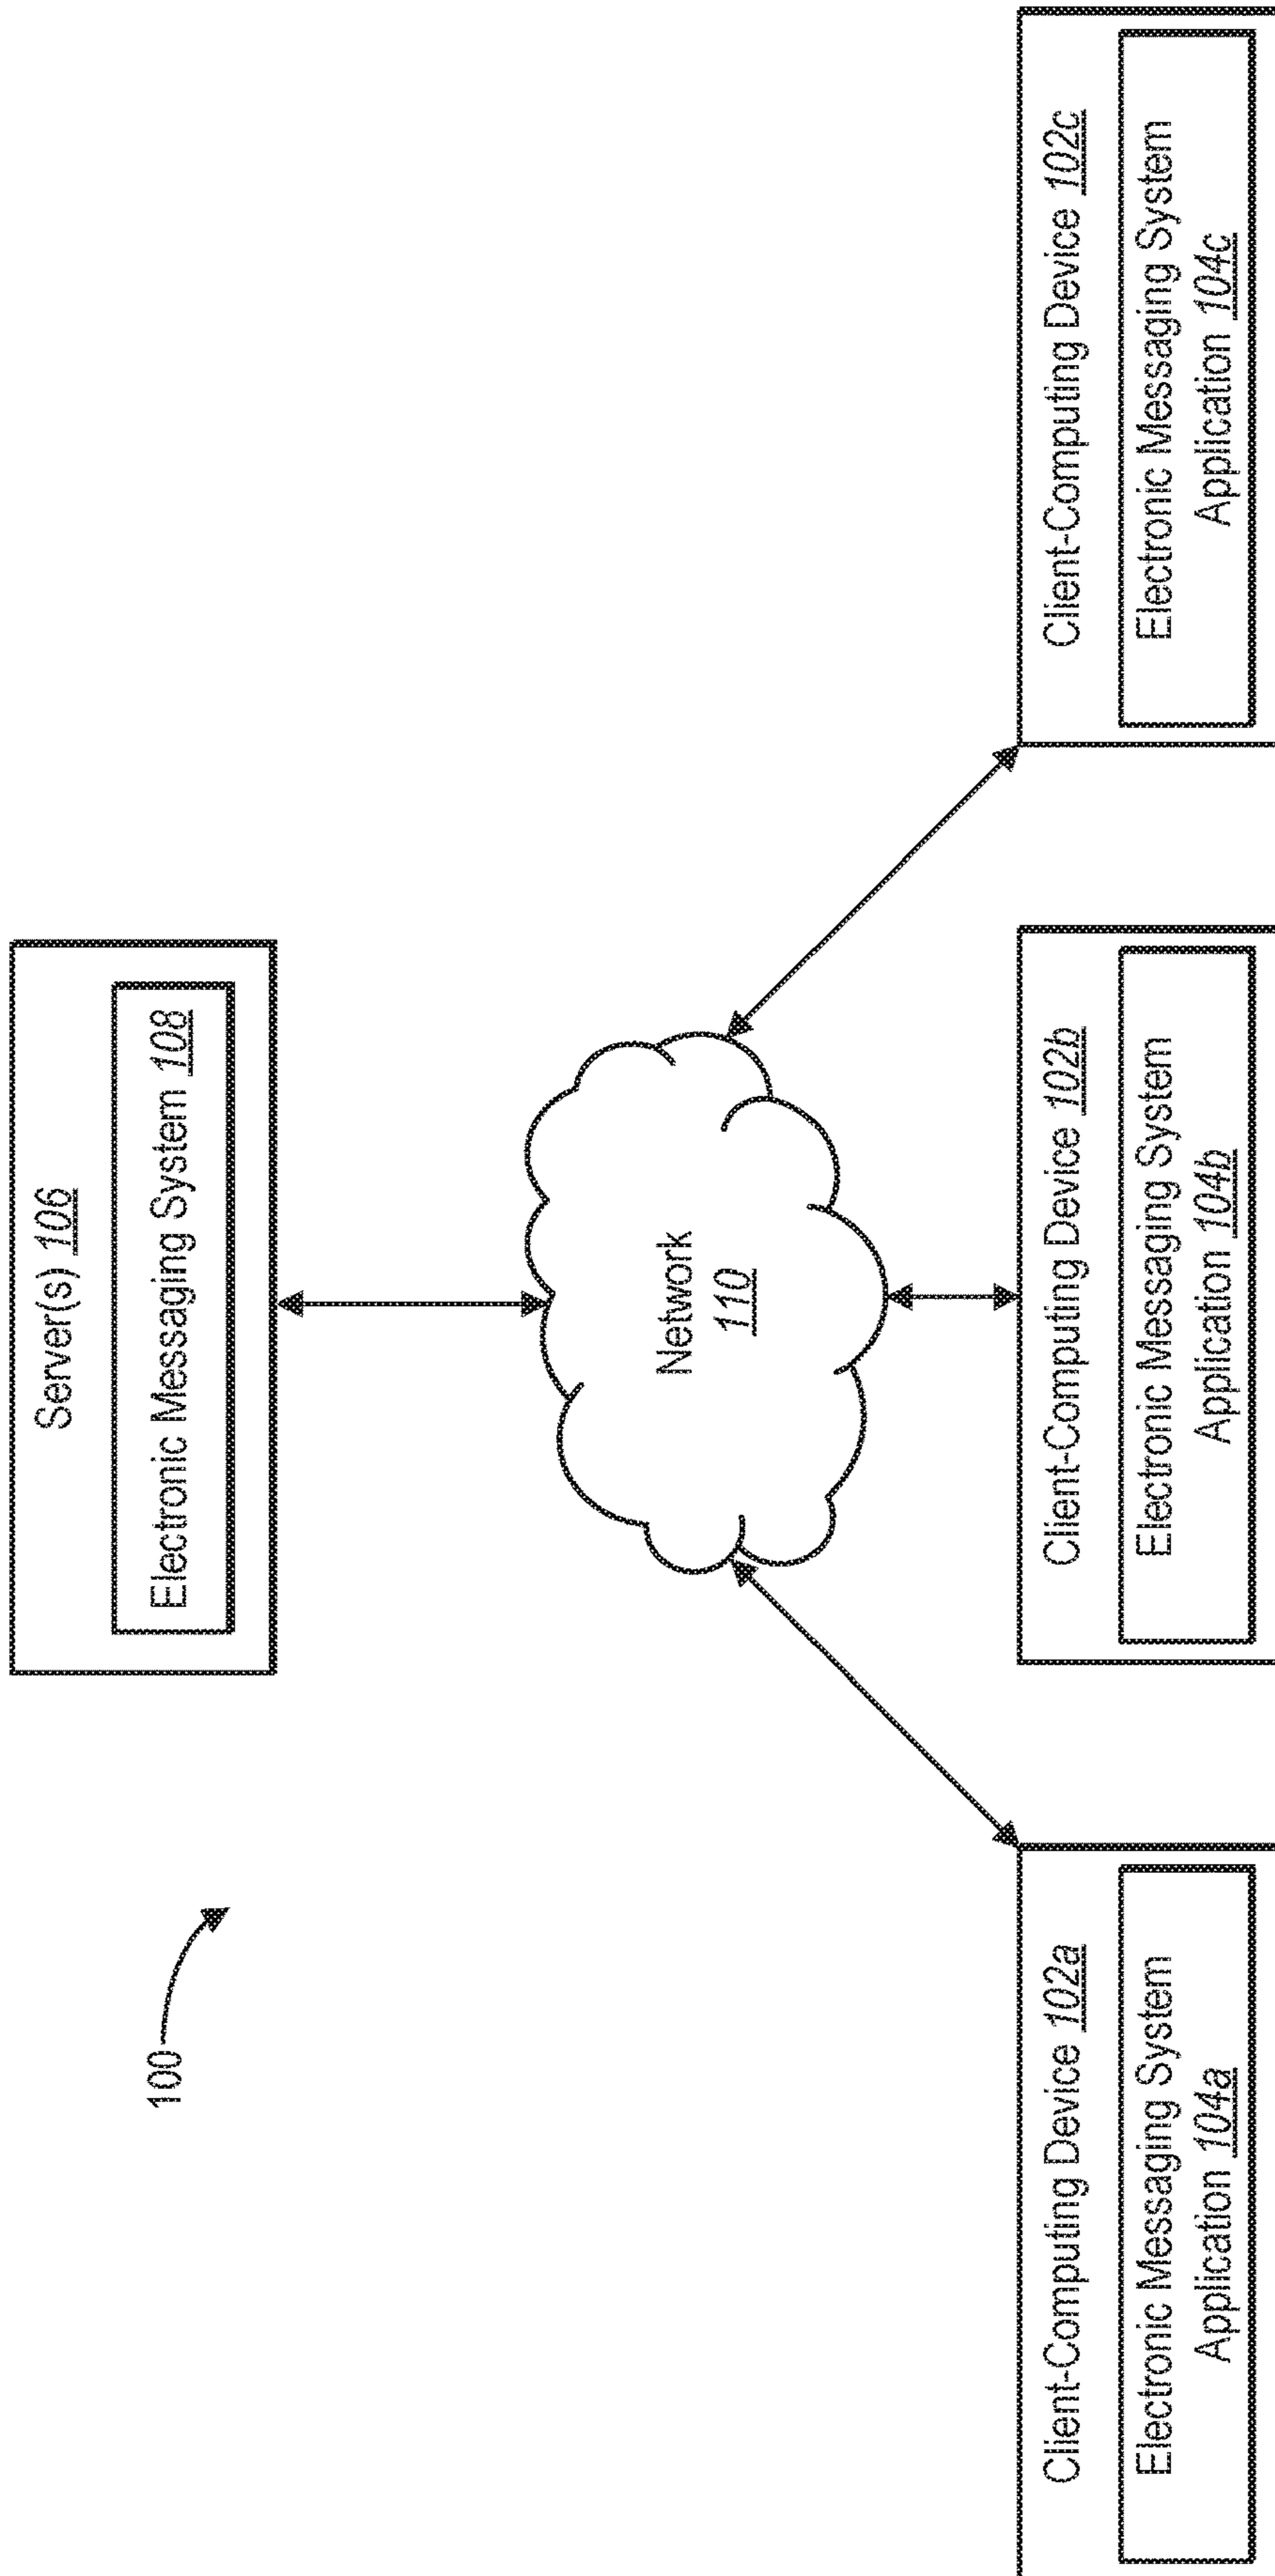 100
Server(s) 106
Electronic Messaging System 108
Network
110
Client-Computing Device 102a
Electronic Messaging System
Application 104a
Client-Computing Device 102b
Electronic Messaging System
Application 104b
Client-Computing Device 102c
Electronic Messaging System
Application 104c